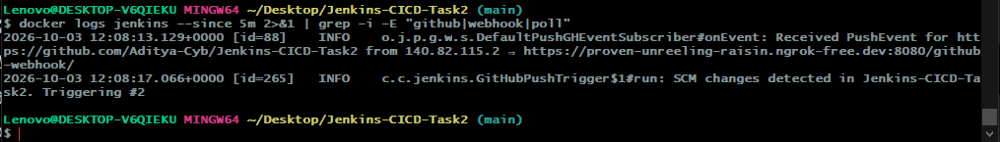 Lenovo@DESKTOP-V6QIEKU MINGW64 ~/Desktop/Jenkins-CICD-Task2 (main)
$ docker logs jenkins --since 5m 2>&1 | grep -i -E "github|webhook|poll"
2026-10-03 12:08:13.129+0000 [id=88]    INFO    o.j.p.g.w.s.DefaultPushGHEventSubscriber#onEvent: Received PushEvent for htt
ps://github.com/Aditya-Cyb/Jenkins-CICD-Task2 from 140.82.115.2 ⇒ https://proven-unreeling-raisin.ngrok-free.dev:8080/github
-webhook/
2026-10-03 12:08:17.066+0000 [id=265]   INFO    c.c.jenkins.GitHubPushTrigger$1#run: SCM changes detected in Jenkins-CICD-Ta
sk2. Triggering #2
Lenovo@DESKTOP-V6QIEKU MINGW64 ~/Desktop/Jenkins-CICD-Task2 (main)
$